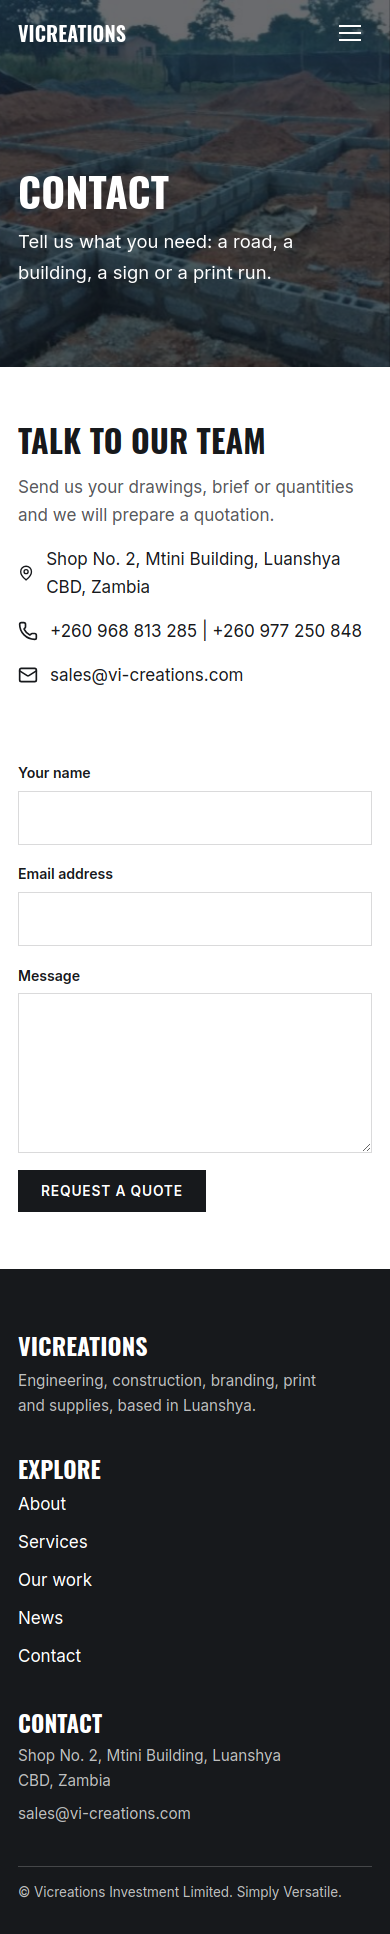 VICREATIONS
CONTACT
Tell us what you need: a road, a
building, a sign or a print run.
TALK TO OUR TEAM
Send us your drawings, brief or quantities
and we will prepare a quotation.
Shop No. 2, Mtini Building, Luanshya
CBD, Zambia
+260 968 813 285 | +260 977 250 848
sales@vi-creations.com
Your name
Email address
Message
REQUEST A QUOTE
VICREATIONS
Engineering, construction, branding, print
and supplies, based in Luanshya.
EXPLORE
About
Services
Our work
News
Contact
CONTACT
Shop No. 2, Mtini Building, Luanshya
CBD, Zambia
sales@vi-creations.com
© Vicreations Investment Limited. Simply Versatile.